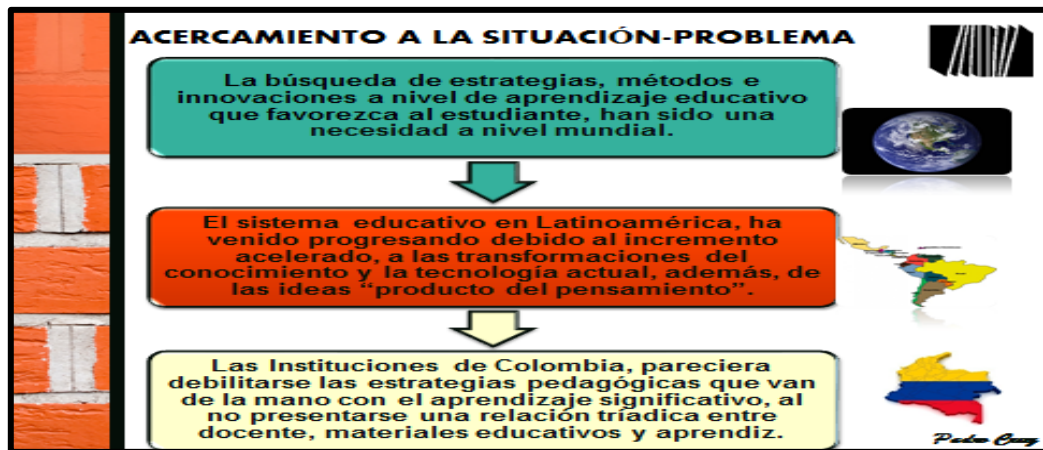 ACERCAMIENTO A LA SITUACIÓN-PROBLEMA
La búsqueda de estrategias, métodos e
innovaciones a nivel de aprendizaje educativo
que favorezca al estudiante, han sido una
necesidad a nivel mundial.
El sistema educativo en Latinoamérica, ha
venido progresando debido al incremento
acelerado, a las transformaciones del
conocimiento y la tecnología actual, además, de
las ideas “producto del pensamiento”.
Las Instituciones de Colombia, pareciera
debilitarse las estrategias pedagógicas que van
de la mano con el aprendizaje significativo, al
no presentarse una relación tríadica entre
docente, materiales educativos y aprendiz.
Pedro Cruz